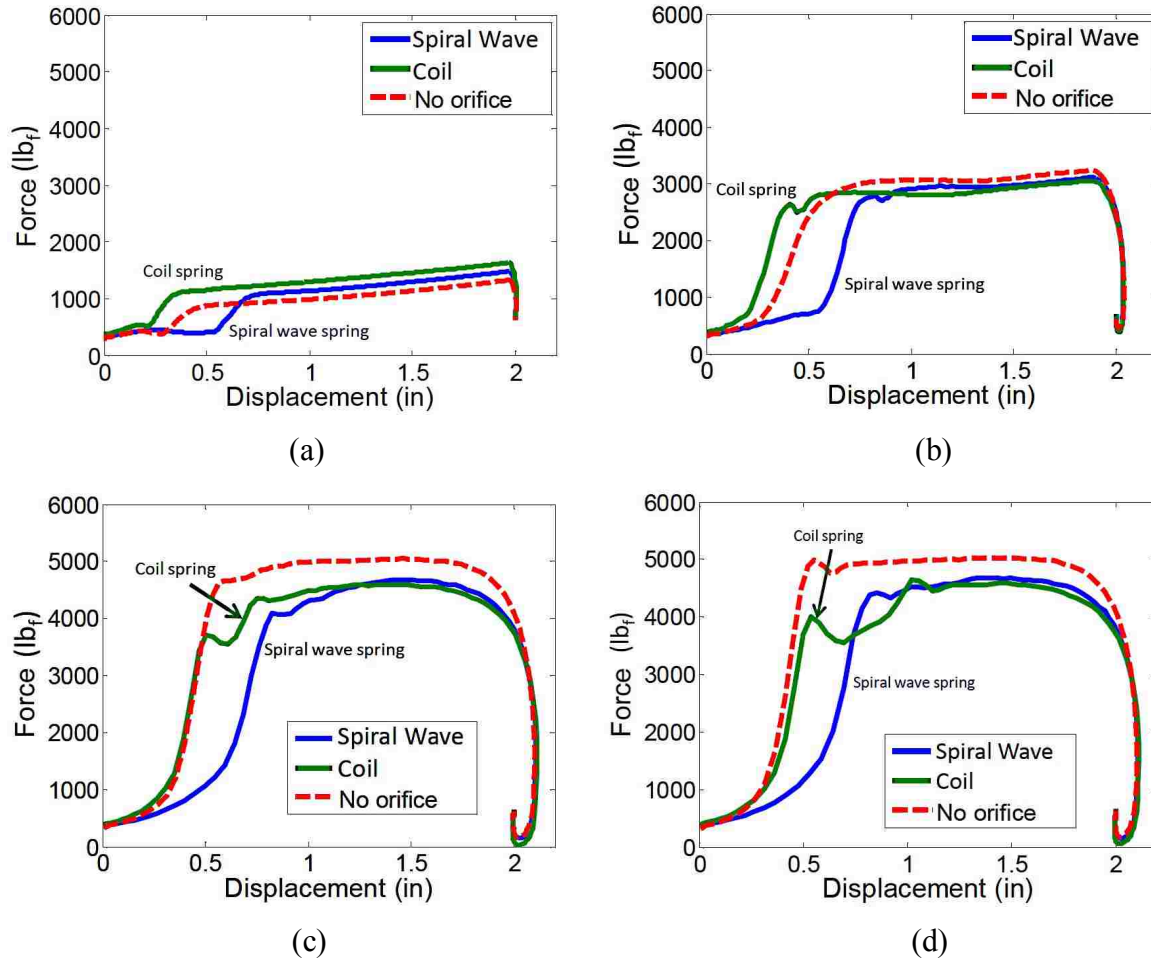 6000
5000
4000
3000
2000
1000
0
Force (lb_f)
Spiral Wave
Coil
No orifice
Coil spring
Spiral wave spring
0 0.5 1 1.5 2
Displacement (in)
(a)
6000
5000
4000
3000
2000
1000
0
Force (lb_f)
Spiral Wave
Coil
No orifice
Coil spring
Spiral wave spring
0 0.5 1 1.5 2
Displacement (in)
(b)
6000
5000
4000
3000
2000
1000
0
Force (lb_f)
Coil spring
Spiral wave spring
Spiral Wave
Coil
No orifice
0 0.5 1 1.5 2
Displacement (in)
(c)
6000
5000
4000
3000
2000
1000
0
Force (lb_f)
Coil spring
Spiral wave spring
Spiral Wave
Coil
No orifice
0 0.5 1 1.5 2
Displacement (in)
(d)